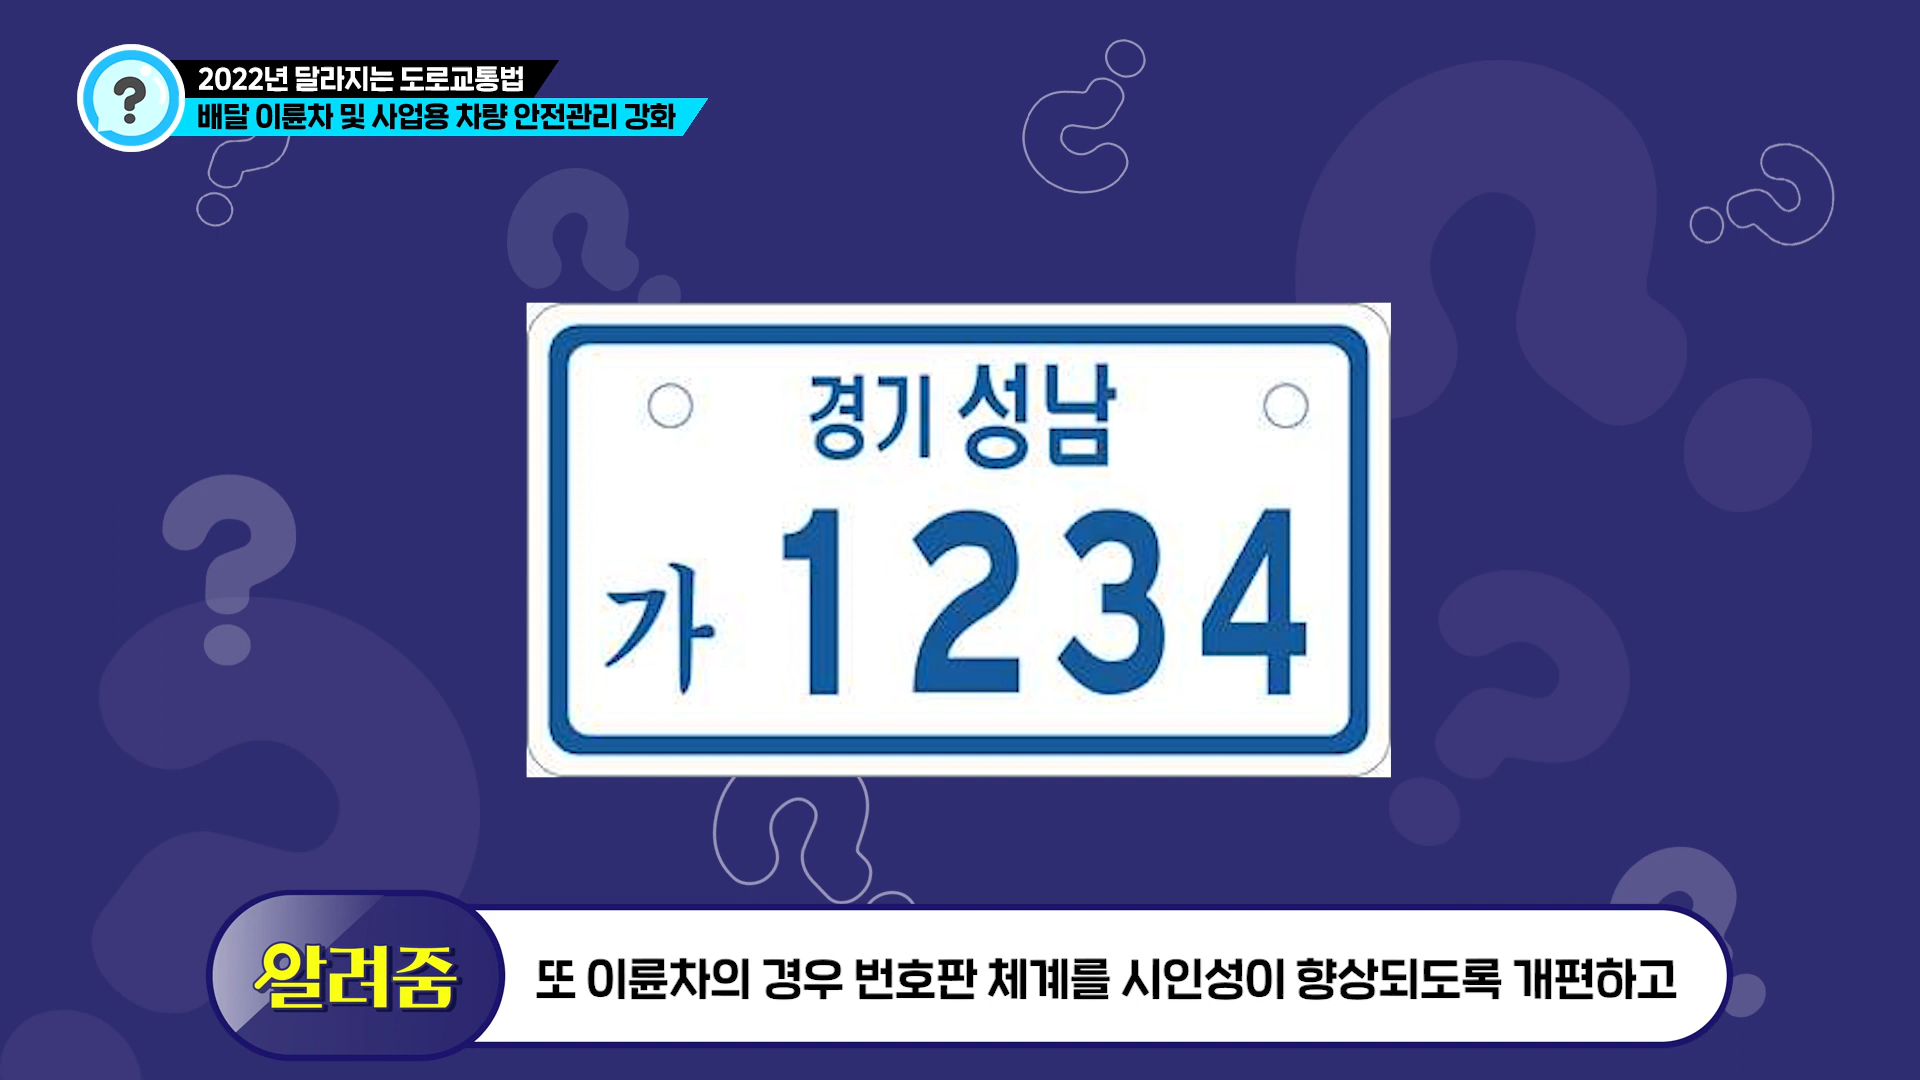 2022년 달라지는 도로교통법
배달 이륜차 및 사업용 차량 안전관리 강화
경기 성남
가 1234
알려줌
또 이륜차의 경우 번호판 체계를 시인성이 향상되도록 개편하고